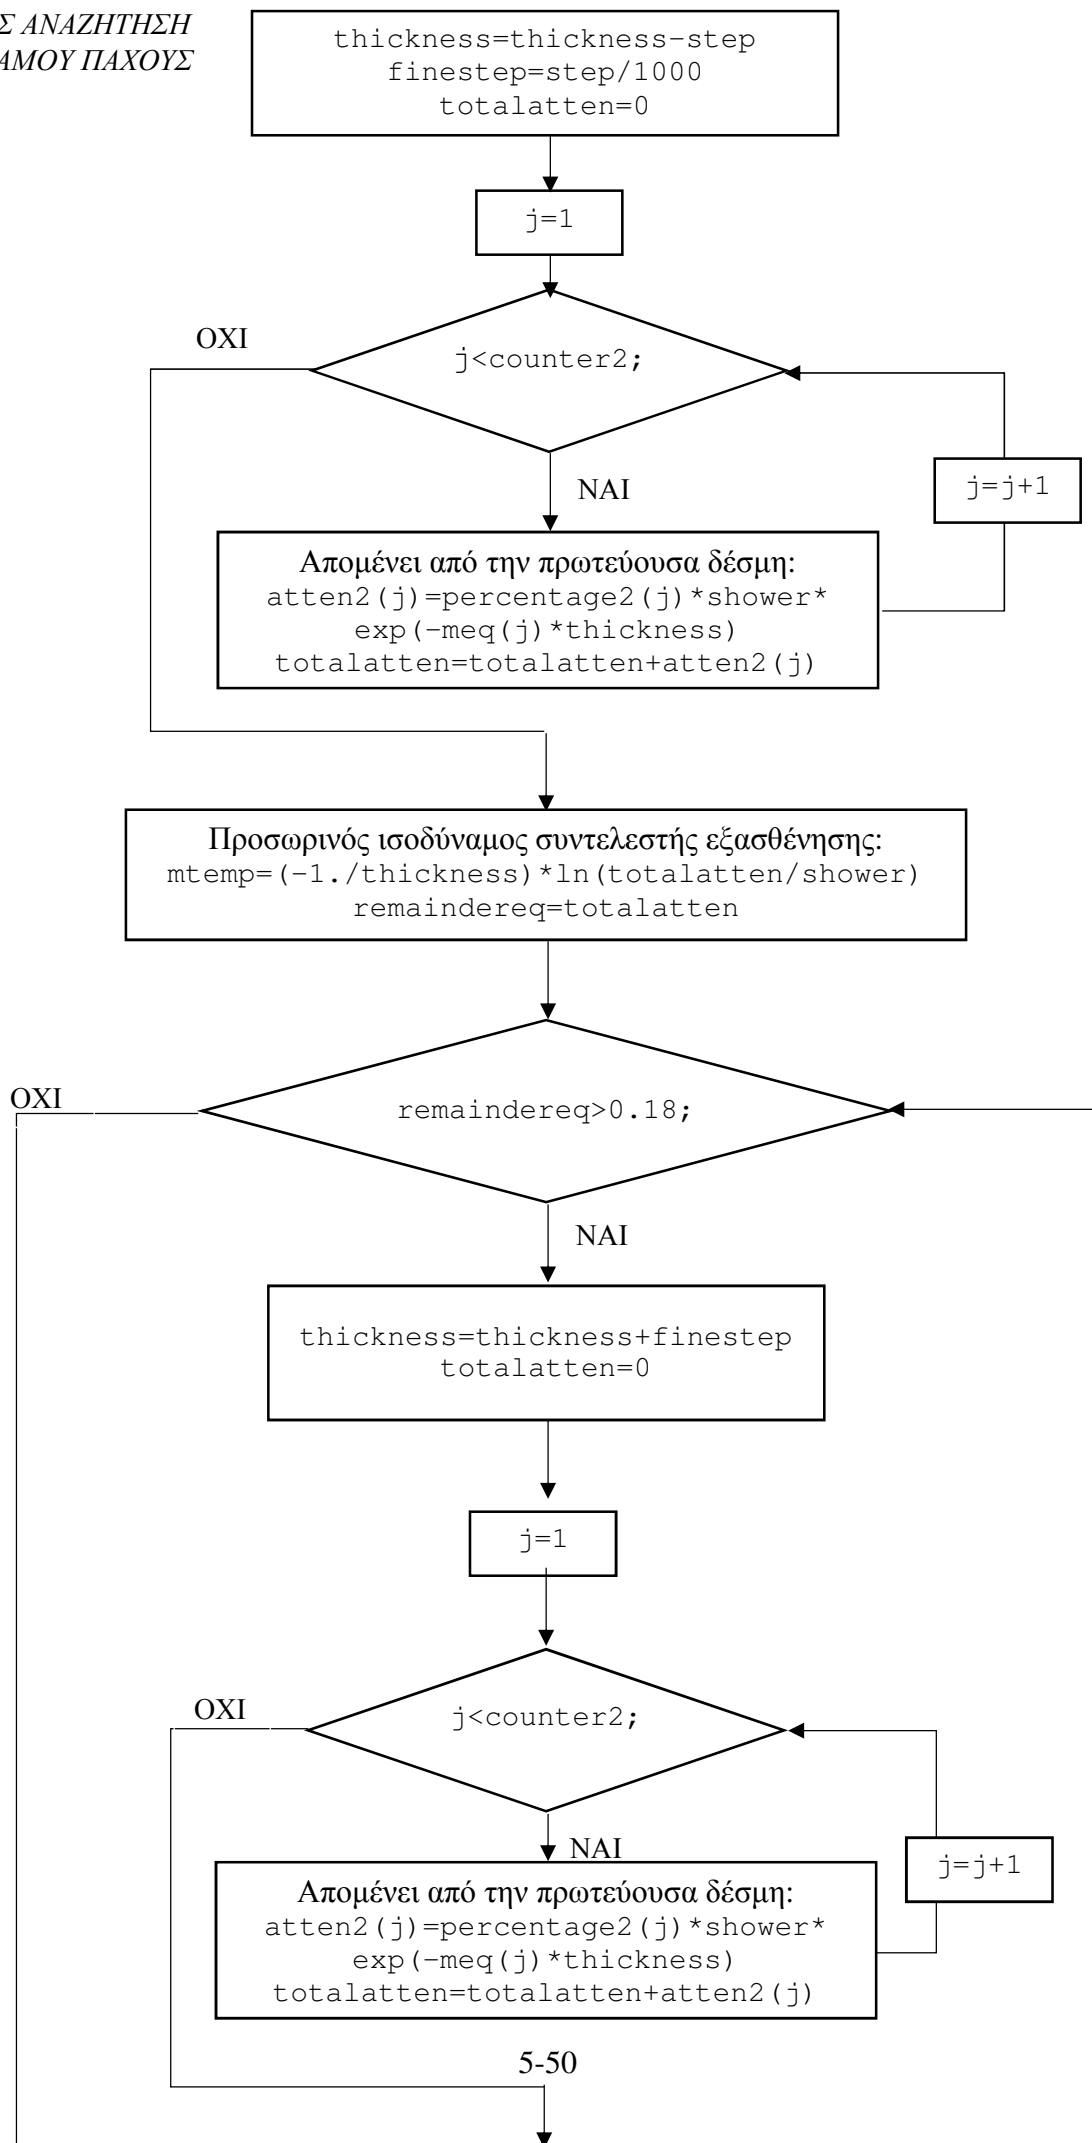 Σ ΑΝΑΖΗΤΗΣΗ
ΑΜΟΥ ΠΑΧΟΥΣ
thickness=thickness-step
finestep=step/1000
totalatten=0
j=1
ΟΧΙ
j<counter2;
j=j+1
ΝΑΙ
Απομένει από την πρωτεύουσα δέσμη:
atten2(j)=percentage2(j)*shower*
exp(-meq(j)*thickness)
totalatten=totalatten+atten2(j)
Προσωρινός ισοδύναμος συντελεστής εξασθένησης:
mtemp=(-1./thickness)*ln(totalatten/shower)
remaindereq=totalatten
ΟΧΙ
remaindereq>0.18;
ΝΑΙ
thickness=thickness+finestep
totalatten=0
j=1
ΟΧΙ
j<counter2;
ΝΑΙ
j=j+1
Απομένει από την πρωτεύουσα δέσμη:
atten2(j)=percentage2(j)*shower*
exp(-meq(j)*thickness)
totalatten=totalatten+atten2(j)
5-50